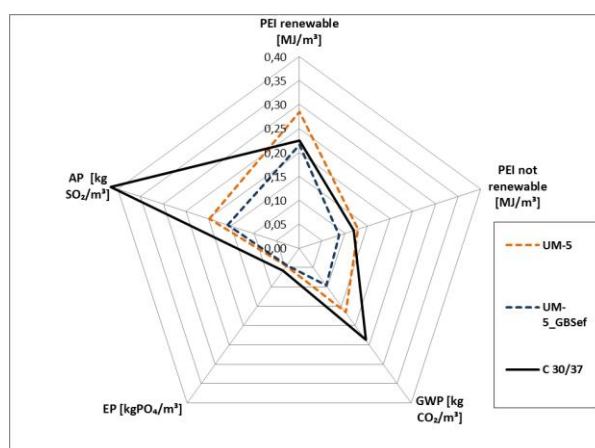 PEI renewable
[MJ/m³]
0,40
0,35
0,30
0,25
0,20
0,15
0,10
0,05
0,00
PEI not
renewable
[MJ/m³]
GWP [kg
CO₂/m³]
EP [kgPO₄/m³]
AP [kg
SO₂/m³]
UM-5
UM-
5_GBSef
C 30/37